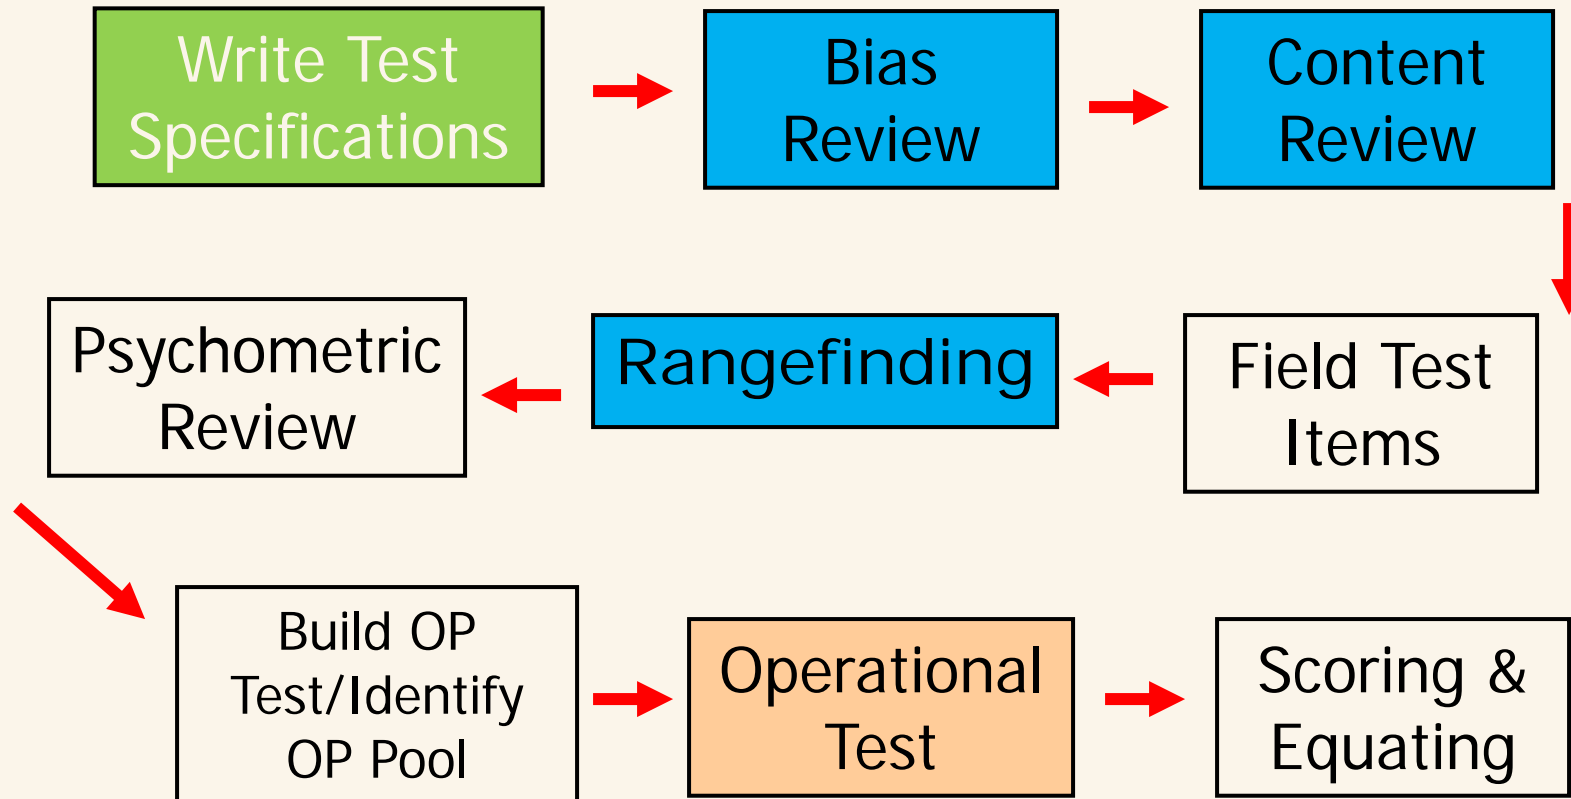 Write Test
Specifications
Bias
Review
Content
Review
Psychometric
Review
Rangefinding
Field Test
Items
Build OP
Test/Identify
OP Pool
Operational
Test
Scoring &
Equating